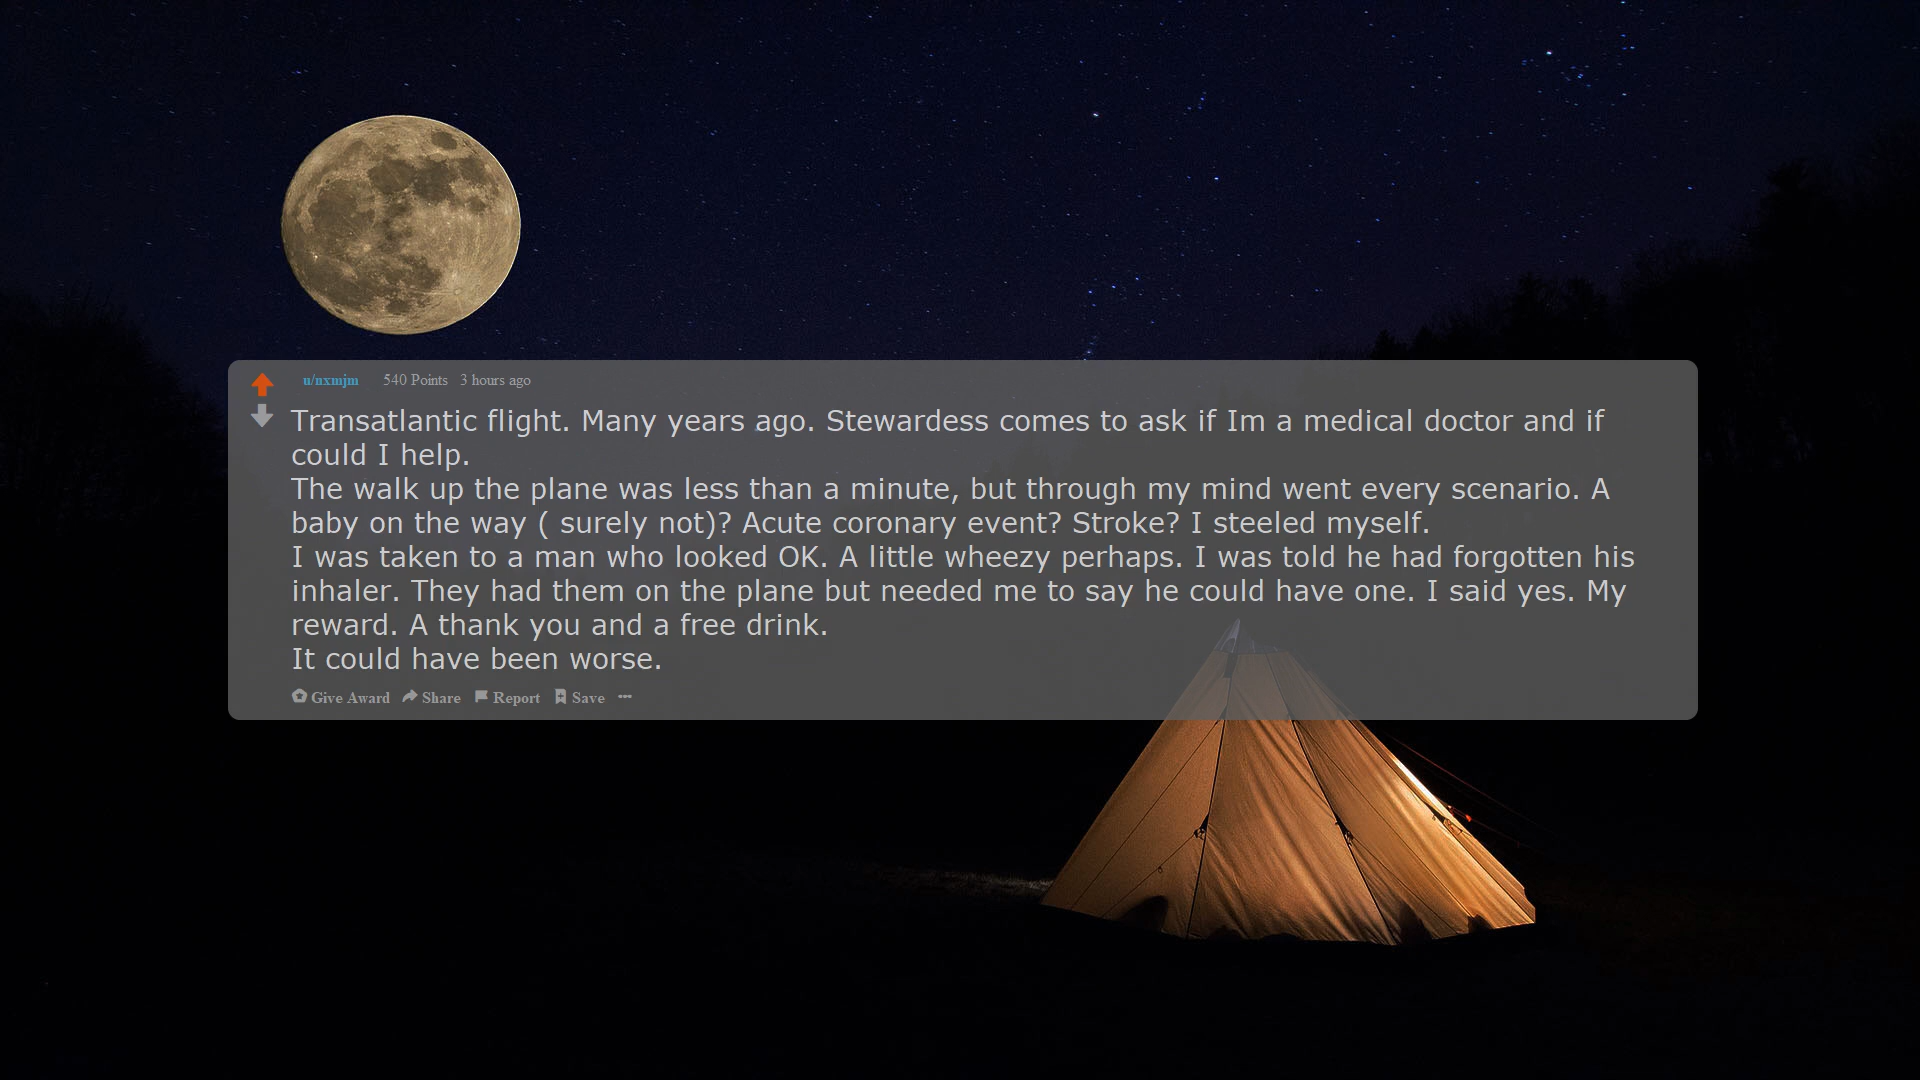 u/nxmjm 540 Points 3 hours ago
Transatlantic flight. Many years ago. Stewardess comes to ask if Im a medical doctor and if
could I help.
The walk up the plane was less than a minute, but through my mind went every scenario. A
baby on the way ( surely not)? Acute coronary event? Stroke? I steeled myself.
I was taken to a man who looked OK. A little wheezy perhaps. I was told he had forgotten his
inhaler. They had them on the plane but needed me to say he could have one. I said yes. My
reward. A thank you and a free drink.
It could have been worse.
Give Award Share Report Save ···